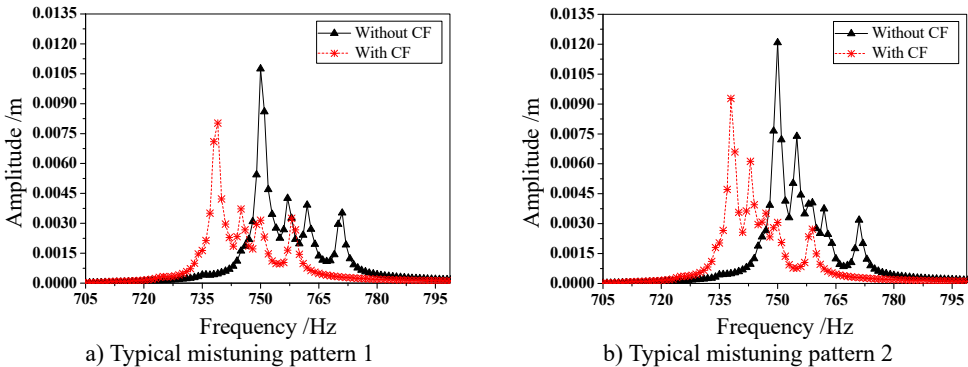 0.0135
0.0120
0.0105
0.0090
0.0075
0.0060
0.0045
0.0030
0.0015
0.0000
Amplitude /m
Without CF
With CF
705 720 735 750 765 780 795
Frequency /Hz
a) Typical mistuning pattern 1
0.0135
0.0120
0.0105
0.0090
0.0075
0.0060
0.0045
0.0030
0.0015
0.0000
Amplitude /m
Without CF
With CF
705 720 735 750 765 780 795
Frequency /Hz
b) Typical mistuning pattern 2